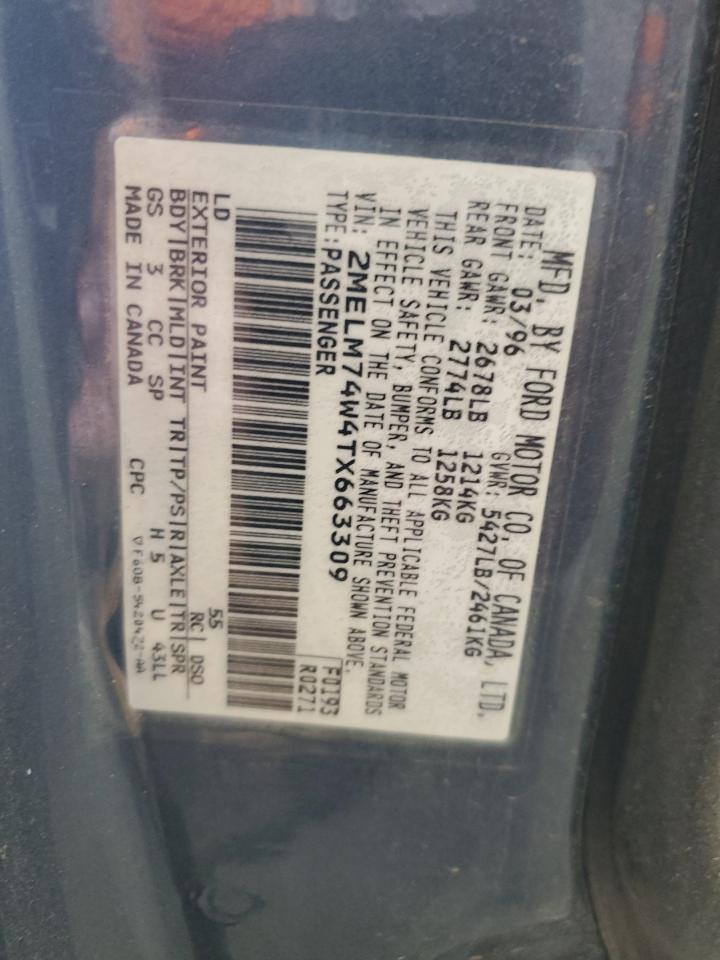 MFD. BY FORD MOTOR CO. OF CANADA, LTD.
DATE: 03/96 GVWR: 5427LB/2461KG
FRONT GAWR: 2678LB 1214KG
REAR GAWR: 2774LB 1258KG
THIS VEHICLE CONFORMS TO ALL APPLICABLE FEDERAL MOTOR
VEHICLE SAFETY, BUMPER, AND THEFT PREVENTION STANDARDS
IN EFFECT ON THE DATE OF MANUFACTURE SHOWN ABOVE.
VIN: 2MELM74W4TX663309 F0193
TYPE: PASSENGER R0271
LD 55
EXTERIOR PAINT RC DSO
BDY|BRK|MLD|INT TR|TP/PS|R|AXLE|TR|SPR
GS 3 CC SP H 5 U 43LL
MADE IN CANADA CPC